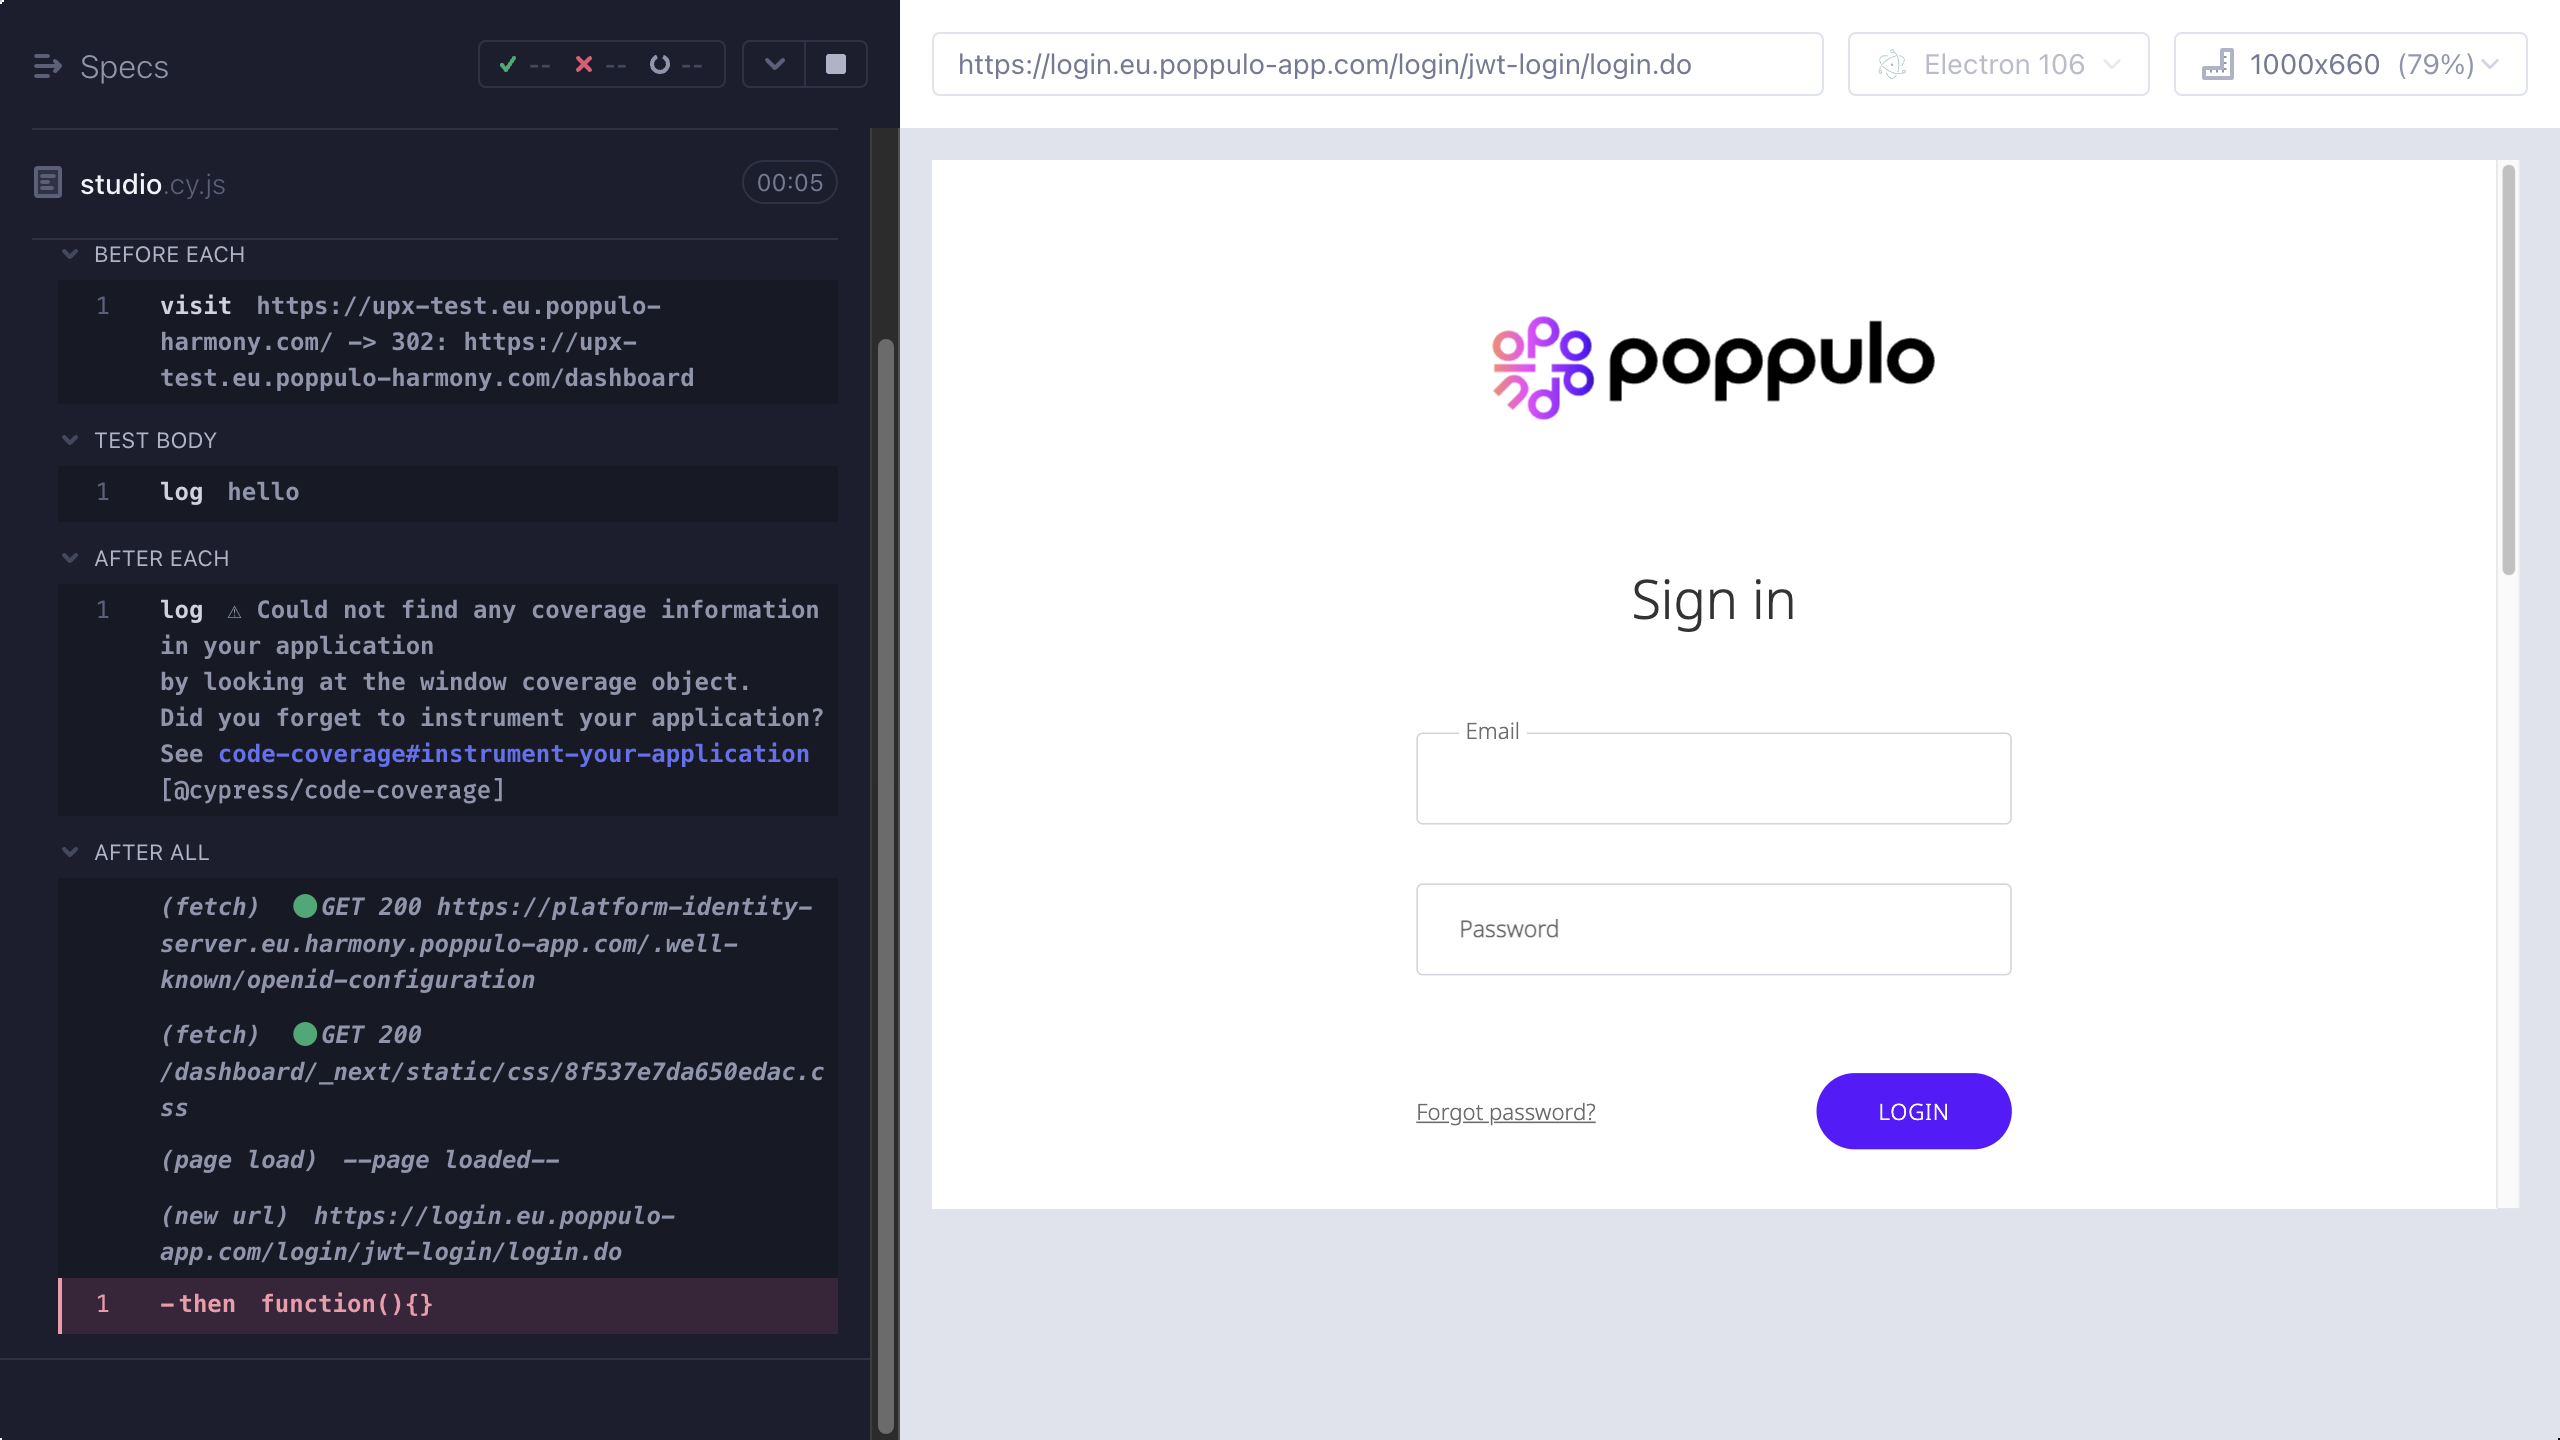 Specs
--
--
--
studio.cy.js
00:05
BEFORE EACH
1 visit https://upx-test.eu.poppulo-
harmony.com/ -> 302: https://upx-
test.eu.poppulo-harmony.com/dashboard
TEST BODY
1 log hello
AFTER EACH
1 log ⚠ Could not find any coverage information
in your application
by looking at the window coverage object.
Did you forget to instrument your application?
See code-coverage#instrument-your-application
[@cypress/code-coverage]
AFTER ALL
(fetch) GET 200 https://platform-identity-
server.eu.harmony.poppulo-app.com/.well-
known/openid-configuration
(fetch) GET 200
/dashboard/_next/static/css/8f537e7da650edac.c
ss
(page load) --page loaded--
(new url) https://login.eu.poppulo-
app.com/login/jwt-login/login.do
1 -then function(){}
https://login.eu.poppulo-app.com/login/jwt-login/login.do
Electron 106
1000x660 (79%)
poppulo
Sign in
Email
Password
Forgot password?
LOGIN